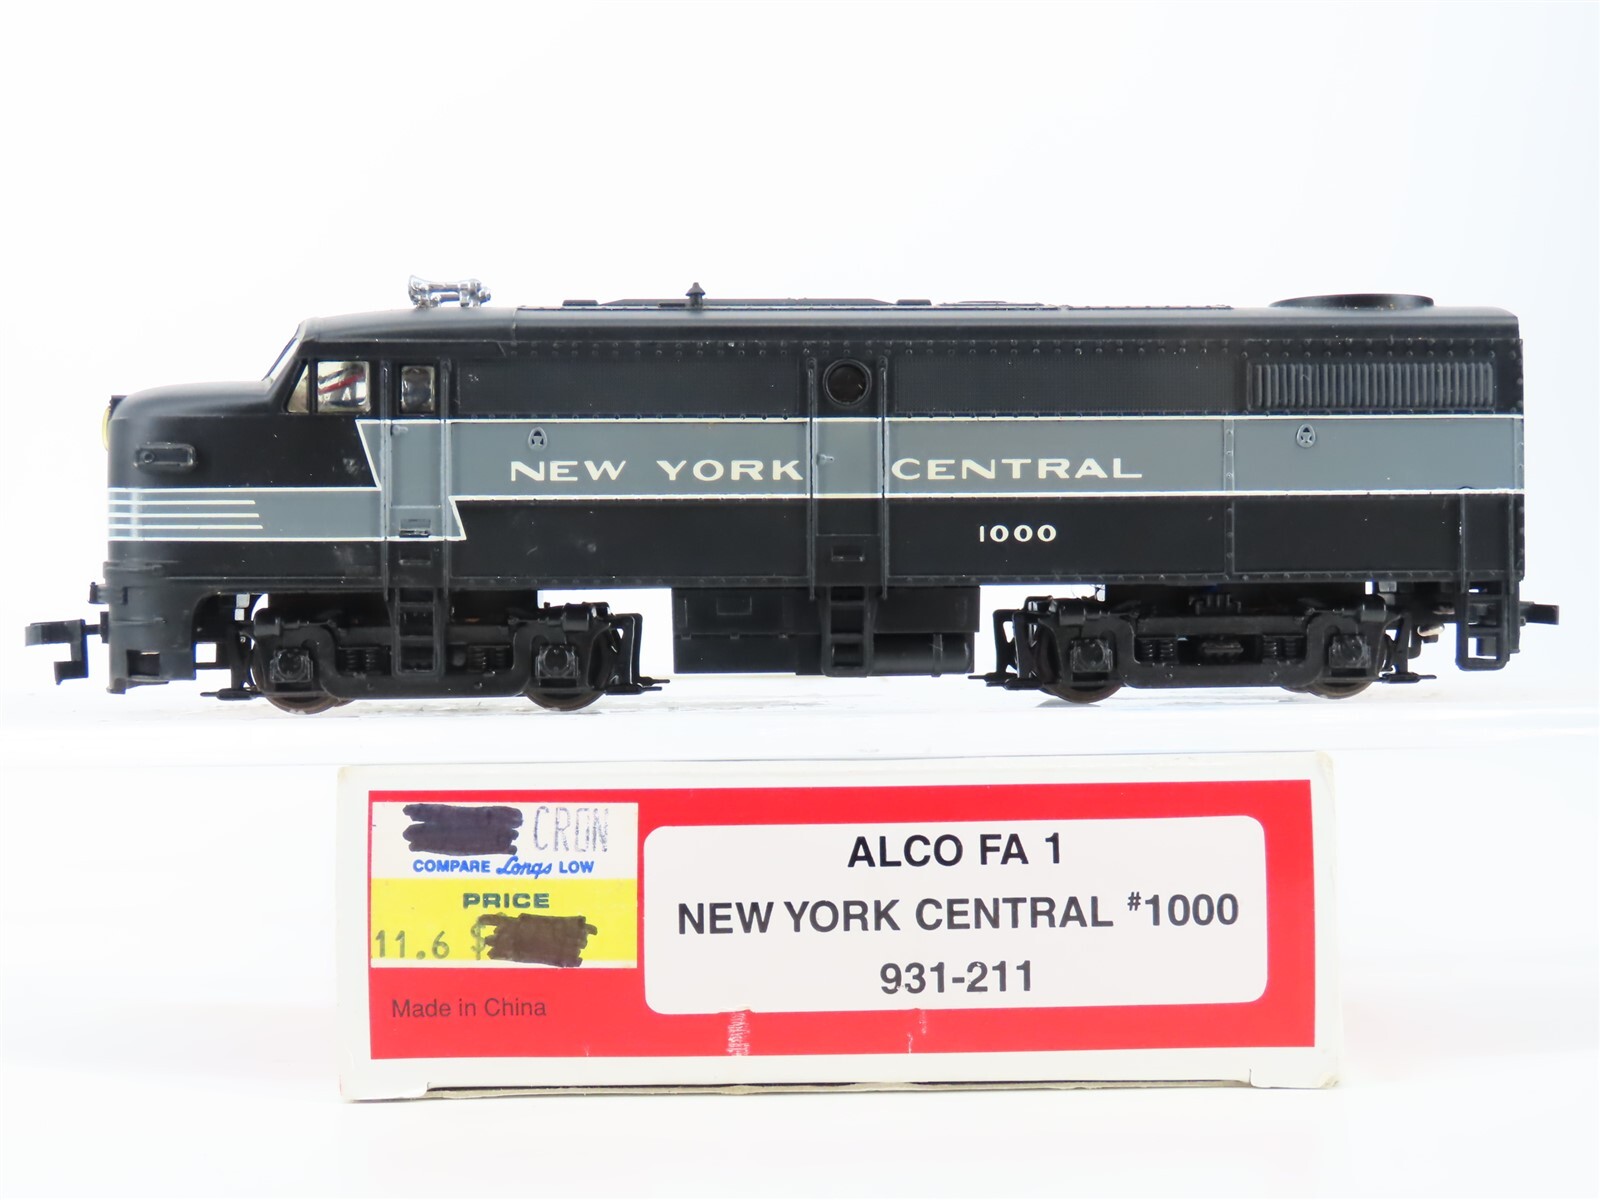 NEW YORK CENTRAL
1000
CRON
COMPARE Longs LOW
PRICE
11.6 $
Made in China
ALCO FA 1
NEW YORK CENTRAL #1000
931-211